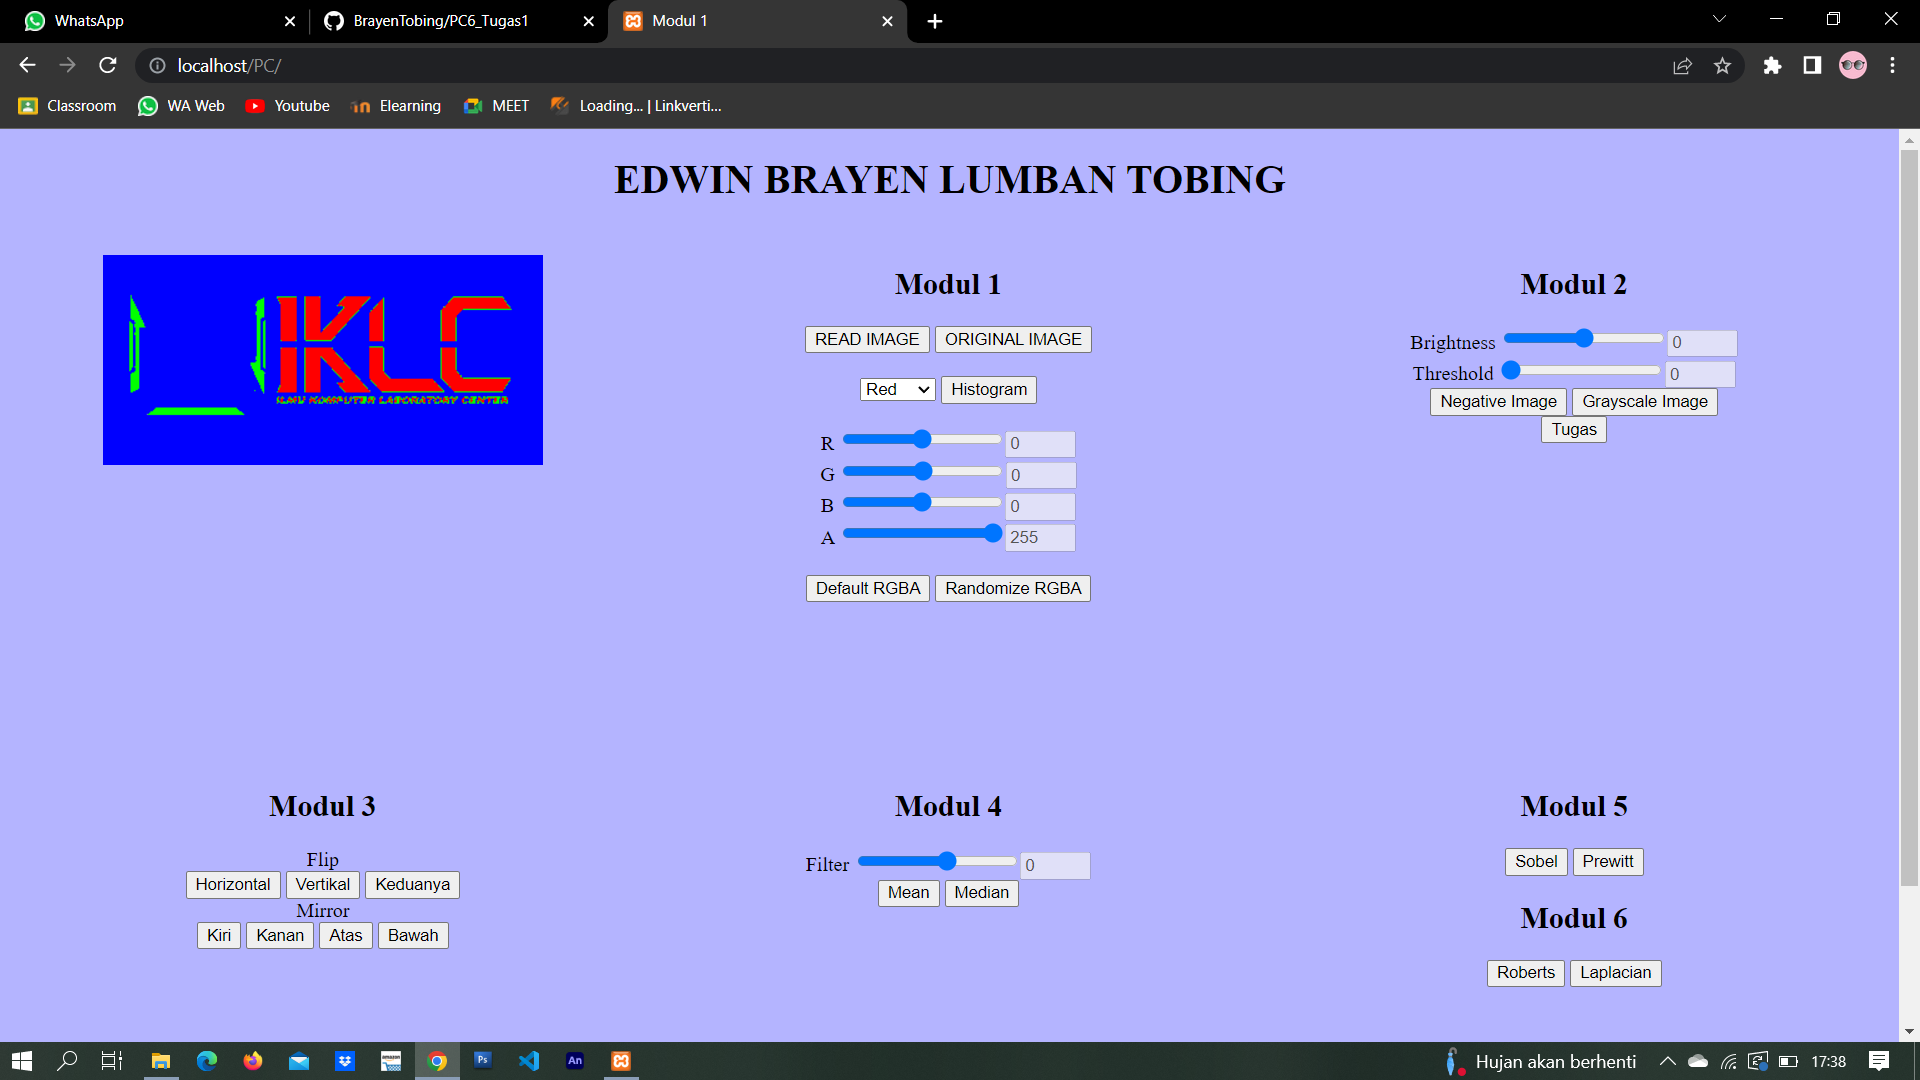 WhatsApp
BrayenTobing/PC6_Tugas1
Modul 1
localhost/PC/
Classroom
WA Web
Youtube
Elearning
MEET
Loading... | Linkverti...
EDWIN BRAYEN LUMBAN TOBING
IKLC
ILMU KOMPUTER LABORATORY CENTER
Modul 1
READ IMAGE
ORIGINAL IMAGE
Red
Histogram
R 0
G 0
B 0
A 255
Default RGBA
Randomize RGBA
Modul 2
Brightness 0
Threshold 0
Negative Image
Grayscale Image
Tugas
Modul 3
Flip
Horizontal
Vertikal
Keduanya
Mirror
Kiri
Kanan
Atas
Bawah
Modul 4
Filter 0
Mean
Median
Modul 5
Sobel
Prewitt
Modul 6
Roberts
Laplacian
amazon
Ps
An
Hujan akan berhenti
17:38